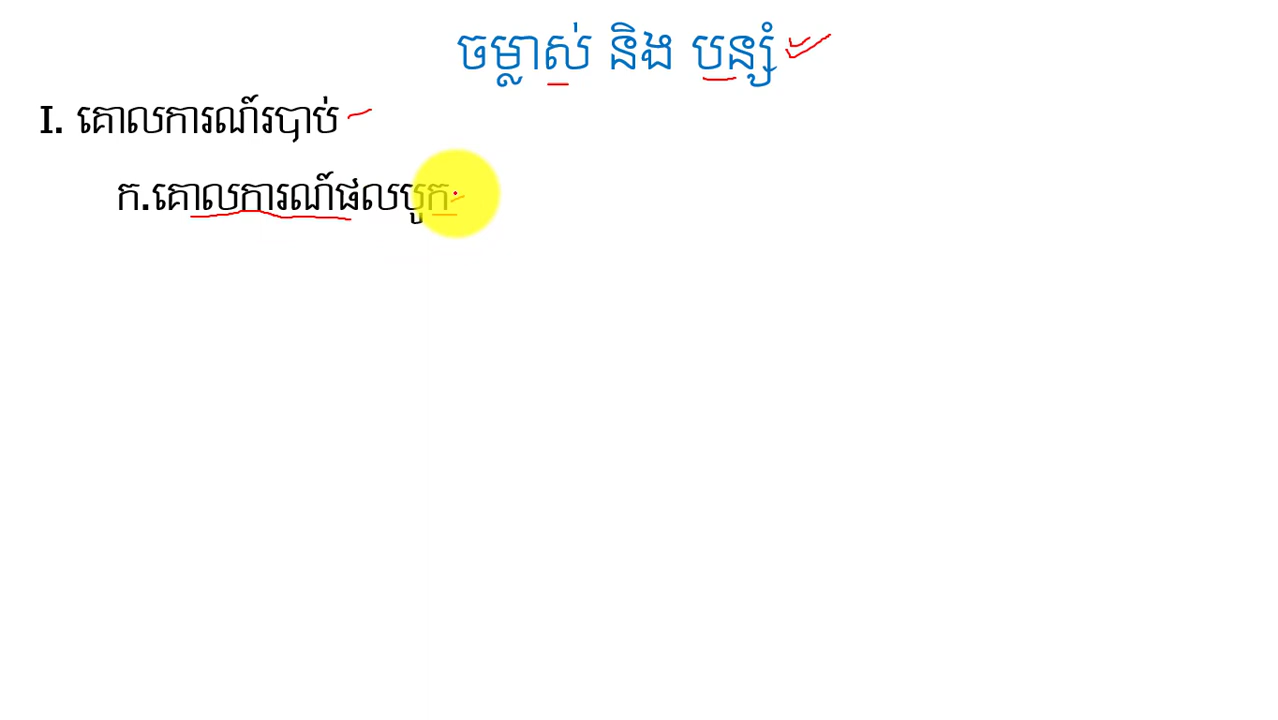 ចម្លាស់ និង បន្សំ
I. គោលការណ៍របាប់
ក.គោលការណ៍ផលបូក